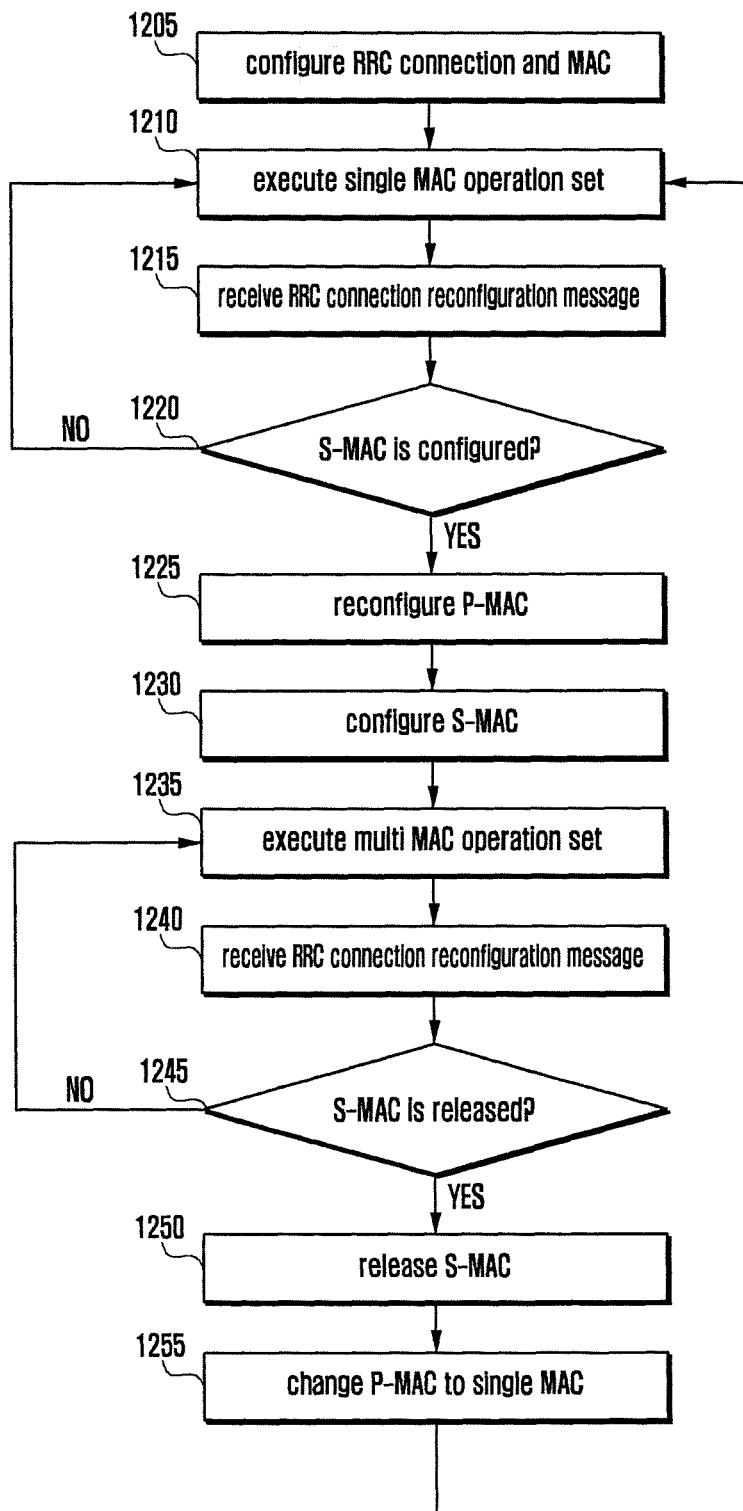 1205
configure RRC connection and MAC
1210
execute single MAC operation set
1215
receive RRC connection reconfiguration message
1220
NO
S-MAC is configured?
YES
1225
reconfigure P-MAC
1230
configure S-MAC
1235
execute multi MAC operation set
1240
receive RRC connection reconfiguration message
1245
NO
S-MAC is released?
YES
1250
release S-MAC
1255
change P-MAC to single MAC